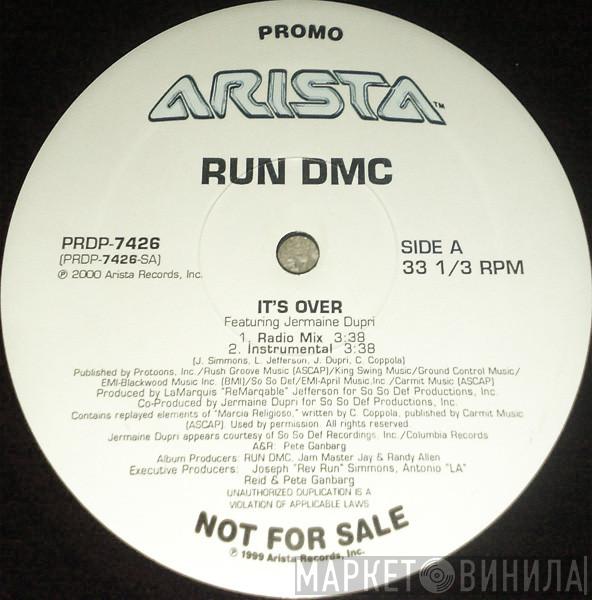 PROMO
ARISTA™
RUN DMC
PRDP-7426
(PRDP-7426-SA)
℗ 2000 Arista Records, Inc.
SIDE A
33 1/3 RPM
IT'S OVER
Featuring Jermaine Dupri
1. Radio Mix 3:38
2. Instrumental 3:38
(J. Simmons, L. Jefferson, J. Dupri, C. Coppola)
Published by Protoons, Inc./Rush Groove Music (ASCAP)/King Swing Music/Ground Control Music/
EMI-Blackwood Music Inc. (BMI)/So So Def/EMI-April Music,Inc./Carmit Music (ASCAP)
Produced by LaMarquis "ReMarqable" Jefferson for So So Def Productions, Inc.
Co-Produced by Jermaine Dupri for So So Def Productions, Inc.
Contains replayed elements of "Marcia Religioso," written by C. Coppola, published by Carmit Music
(ASCAP). Used by permission. All rights reserved.
Jermaine Dupri appears courtesy of So So Def Recordings, Inc./Columbia Records
A&R: Pete Ganbarg
Album Producers: RUN DMC, Jam Master Jay & Randy Allen
Executive Producers: Joseph "Rev Run" Simmons, Antonio "LA"
Reid & Pete Ganbarg
UNAUTHORIZED DUPLICATION IS A
VIOLATION OF APPLICABLE LAWS
NOT FOR SALE
℗ 1999 Arista Records, Inc.
МАРКЕТ ВИНИЛА